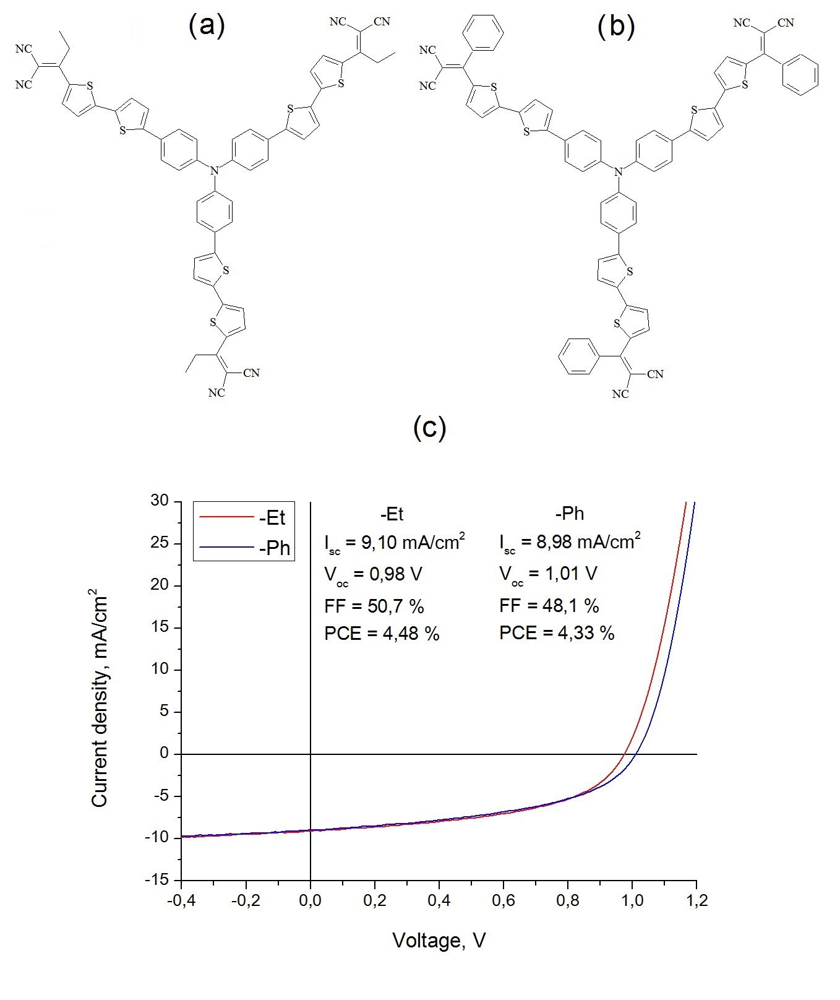 (a)
(b)
NC
CN
NC
CN
NC
CN
NC
CN
S
S
S
S
S
S
S
S
N
N
S
S
S
S
CN
NC
CN
NC
(c)
30
25
20
15
10
5
0
-5
-10
-15
Current density, mA/cm²
-Et
-Ph
-Et
Isc = 9,10 mA/cm²
Voc = 0,98 V
FF = 50,7 %
PCE = 4,48 %
-Ph
Isc = 8,98 mA/cm²
Voc = 1,01 V
FF = 48,1 %
PCE = 4,33 %
-0,4 -0,2 0,0 0,2 0,4 0,6 0,8 1,0 1,2
Voltage, V